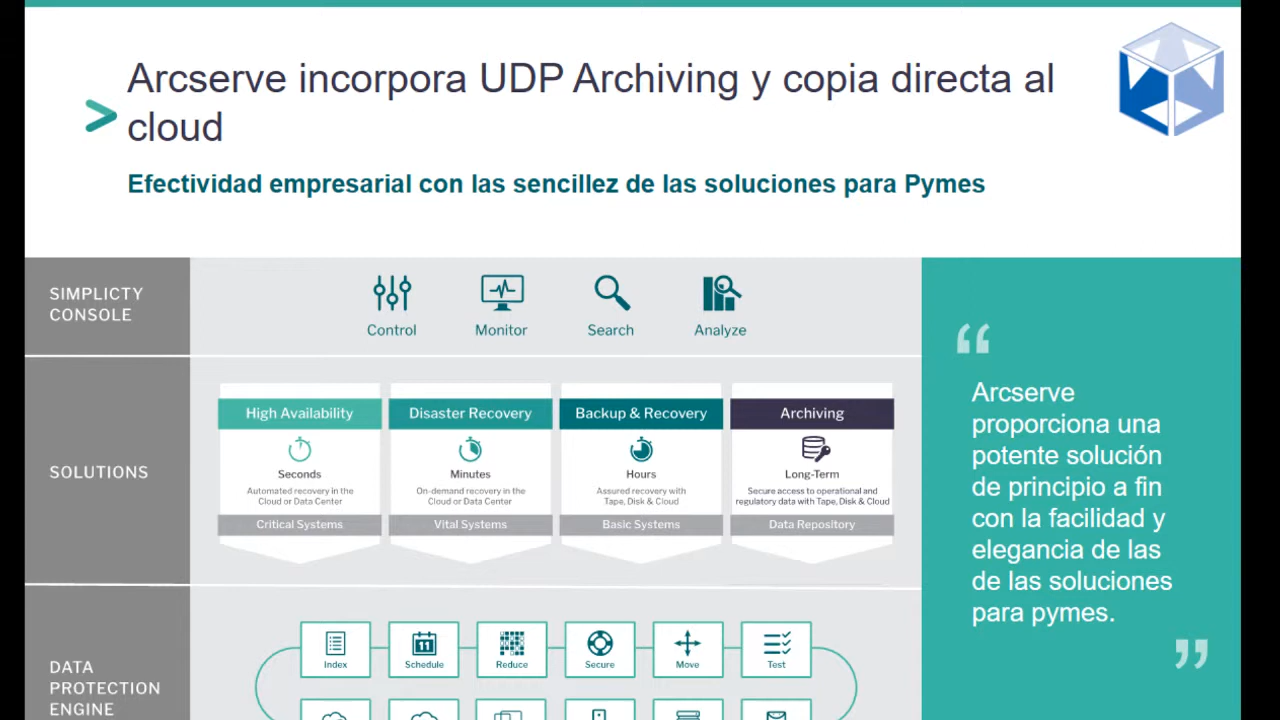 Arcserve incorpora UDP Archiving y copia directa al
cloud
Efectividad empresarial con las sencillez de las soluciones para Pymes
SIMPLICTY
CONSOLE
Control
Monitor
Search
Analyze
SOLUTIONS
High Availability
Seconds
Automated recovery in the
Cloud or Data Center
Critical Systems
Disaster Recovery
Minutes
On-demand recovery in the
Cloud or Data Center
Vital Systems
Backup & Recovery
Hours
Assured recovery with
Tape, Disk & Cloud
Basic Systems
Archiving
Long-Term
Secure access to operational and
regulatory data with Tape, Disk & Cloud
Data Repository
DATA
PROTECTION
ENGINE
Index
11
Schedule
Reduce
Secure
Move
Test
“
Arcserve
proporciona una
potente solución
de principio a fin
con la facilidad y
elegancia de las
de las soluciones
para pymes.
”